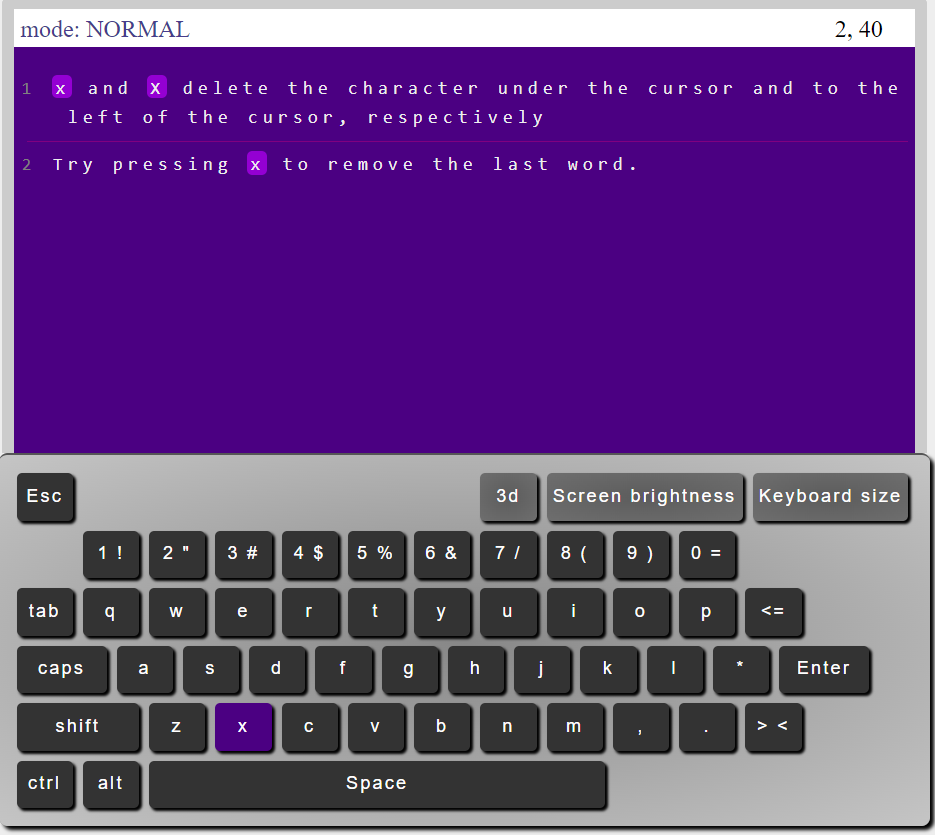 mode: NORMAL 2, 40
1 x and X delete the character under the cursor and to the
left of the cursor, respectively
2 Try pressing x to remove the last word.
Esc 3d Screen brightness Keyboard size
1 ! 2 " 3 # 4 $ 5 % 6 & 7 / 8 ( 9 ) 0 =
tab q w e r t y u i o p <=
caps a s d f g h j k l * Enter
shift z x c v b n m , . > <
ctrl alt Space